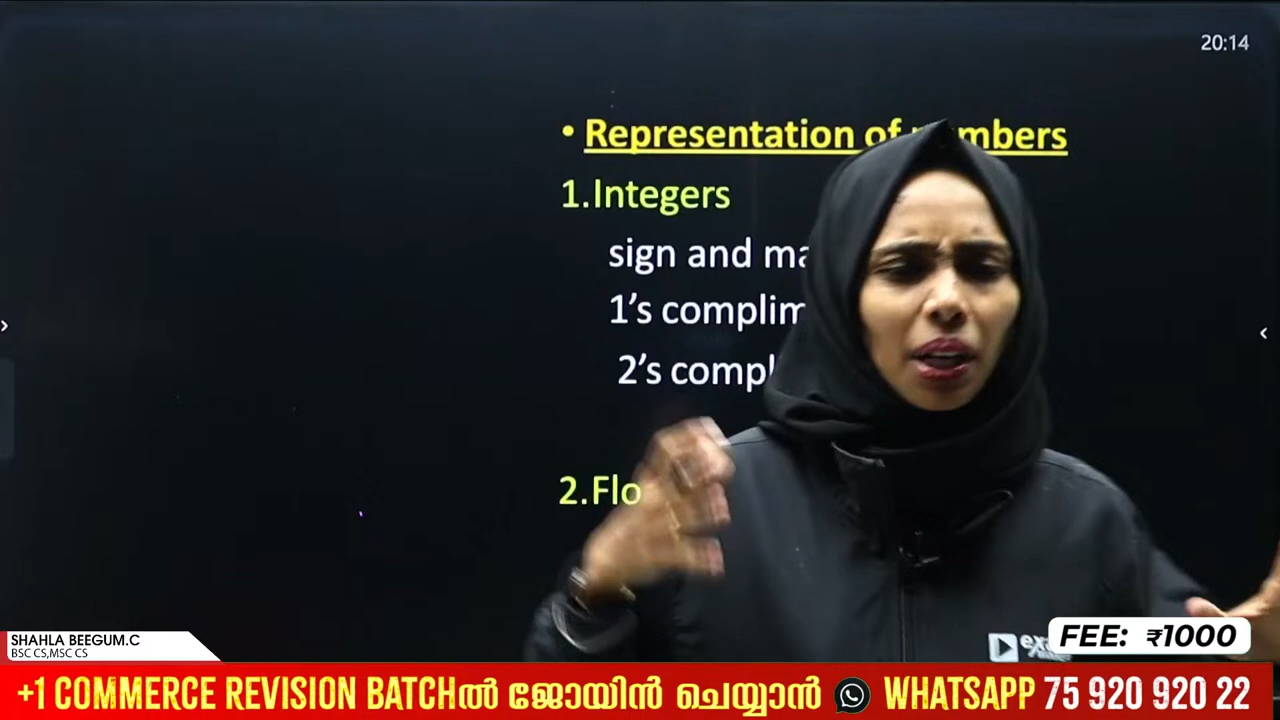 20:14
• Representation of mbers
1.Integers
sign and ma
1's complim
2's compl
2.Flo
SHAHLA BEEGUM.C
BSC CS,MSC CS
FEE: ₹1000
+1 COMMERCE REVISION BATCHൽ ജോയിൻ ചെയ്യാൻ WHATSAPP 75 920 920 22